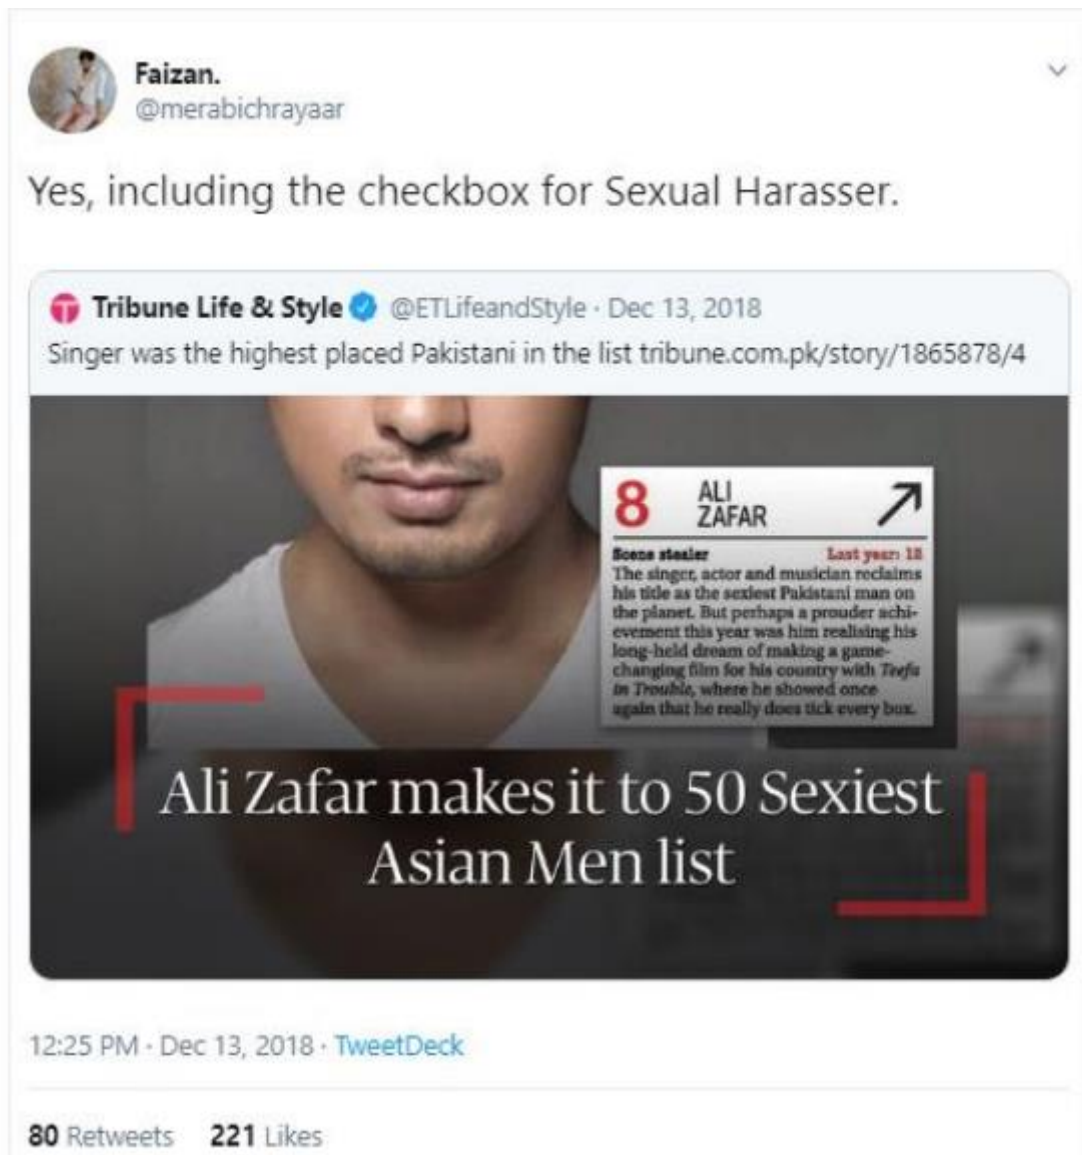 Faizan.
@merabichrayaar
Yes, including the checkbox for Sexual Harasser.
Tribune Life & Style @ETLifeandStyle · Dec 13, 2018
Singer was the highest placed Pakistani in the list tribune.com.pk/story/1865878/4
8 ALI
ZAFAR
Scene stealer Last year: 18
The singer, actor and musician reclaims
his title as the sexiest Pakistani man on
the planet. But perhaps a prouder achi-
evement this year was him realising his
long-held dream of making a game-
changing film for his country with Teefa
in Trouble, where he showed once
again that he really does tick every box.
Ali Zafar makes it to 50 Sexiest
Asian Men list
12:25 PM · Dec 13, 2018 · TweetDeck
80 Retweets 221 Likes